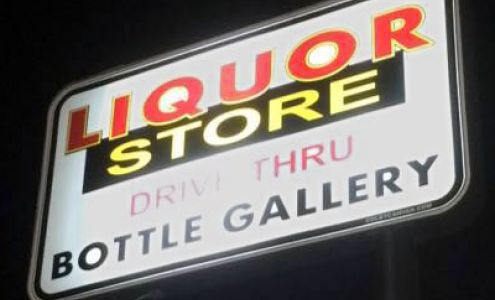 LIQUOR
STORE
DRIVE THRU
BOTTLE GALLERY